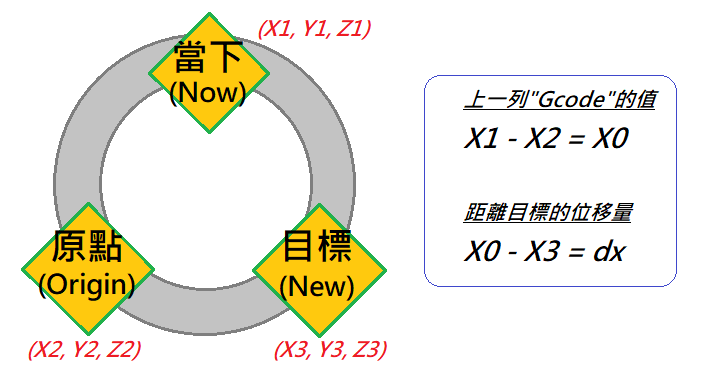 當下
(Now)
(X1, Y1, Z1)
原點
(Origin)
(X2, Y2, Z2)
目標
(New)
(X3, Y3, Z3)
上一列"Gcode"的值
X1 - X2 = X0
距離目標的位移量
X0 - X3 = dx